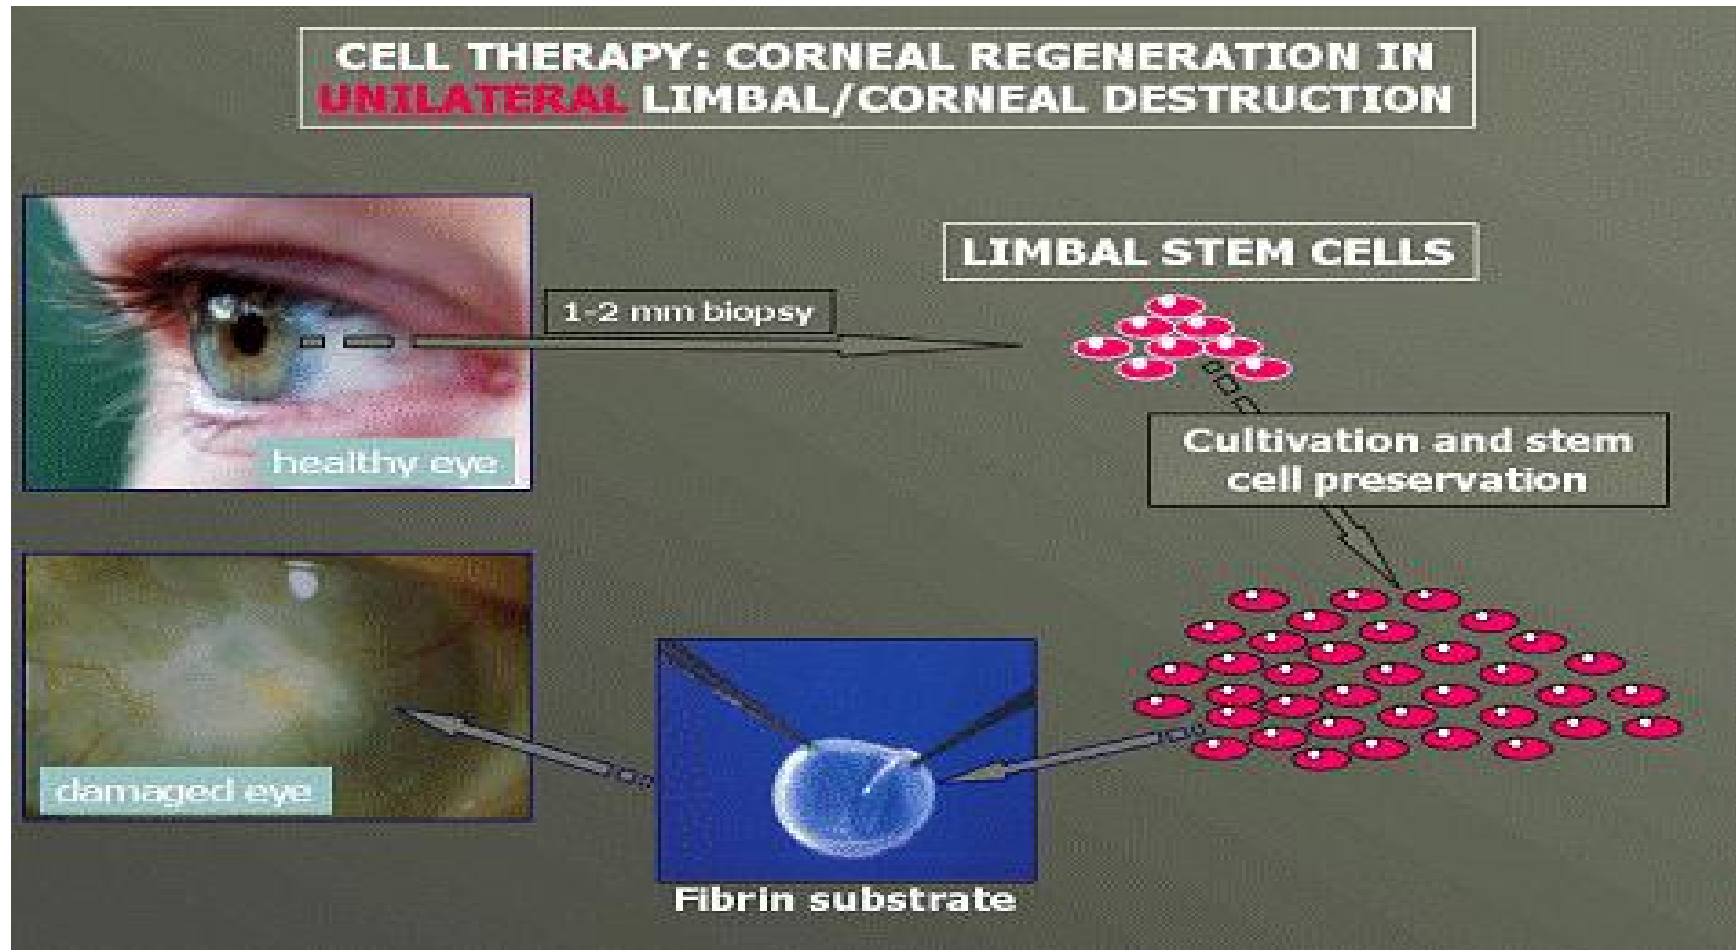 CELL THERAPY: CORNEAL REGENERATION IN
UNILATERAL LIMBAL/CORNEAL DESTRUCTION
LIMBAL STEM CELLS
1-2 mm biopsy
healthy eye
Cultivation and stem
cell preservation
damaged eye
Fibrin substrate